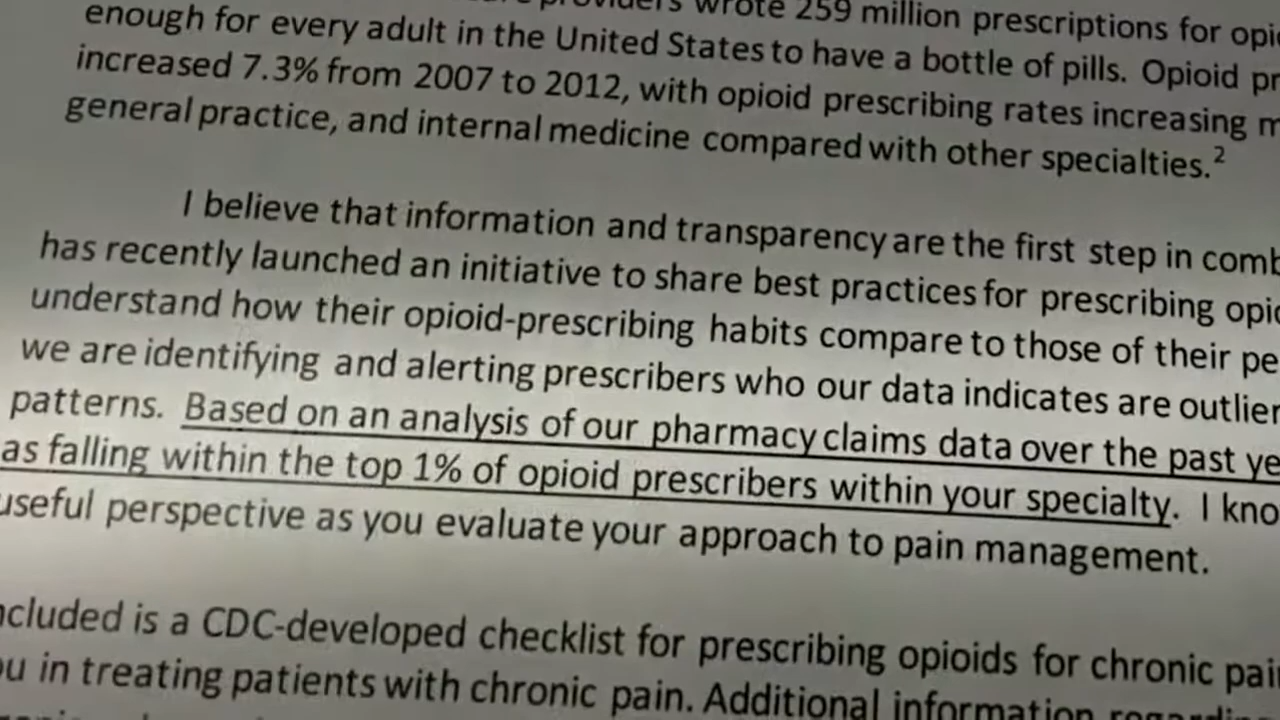 wrote 259 million prescriptions for
enough for every adult in the United States to have a bottle of pills. Opioid
increased 7.3% from 2007 to 2012, with opioid prescribing rates increasing
general practice, and internal medicine compared with other specialties.2
I believe that information and transparency are the first step in
has recently launched an initiative to share best practices for prescribing
understand how their opioid-prescribing habits compare to those of their
we are identifying and alerting prescribers who our data indicates are
patterns. Based on an analysis of our pharmacy claims data over the past
as falling within the top 1% of opioid prescribers within your specialty. I
useful perspective as you evaluate your approach to pain management.
is a CDC-developed checklist for prescribing opioids for chronic
in treating patients with chronic pain. Additional information